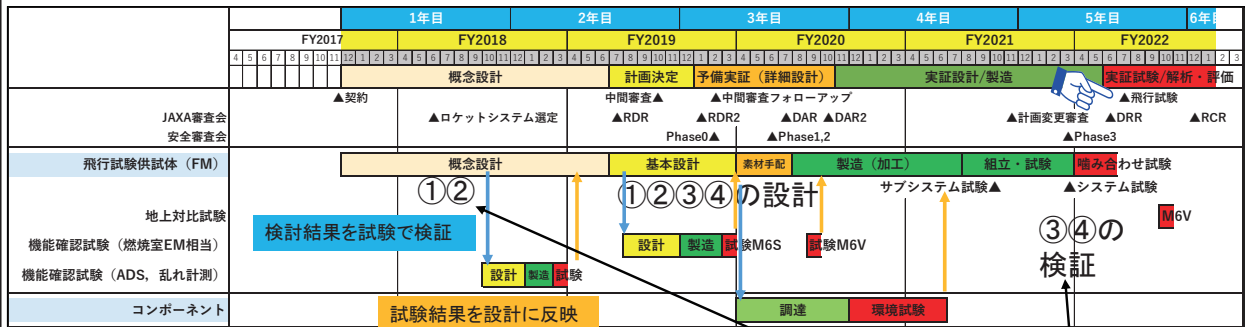 1年目 2年目 3年目 4年目 5年目 6年目
FY2017 FY2018 FY2019 FY2020 FY2021 FY2022
4 5 6 7 8 9 10 11 12 1 2 3 4 5 6 7 8 9 10 11 12 1 2 3 4 5 6 7 8 9 10 11 12 1 2 3 4 5 6 7 8 9 10 11 12 1 2 3 4 5 6 7 8 9 10 11 12 1 2 3 4 5 6 7 8 9 10 11 12 1 2 3
概念設計 計画決定 予備実証（詳細設計） 実証設計/製造 実証試験/解析・評価
▲契約 中間審査▲ ▲中間審査フォローアップ ▲飛行試験
JAXA審査会 ▲ロケットシステム選定 ▲RDR ▲RDR2 ▲DAR ▲DAR2 ▲計画変更審査 ▲DRR ▲RCR
安全審査会 Phase0▲ ▲Phase1,2 ▲Phase3
飛行試験供試体（FM） 概念設計 基本設計 素材手配 製造（加工） 組立・試験 噛み合わせ試験
①② ①②③④の設計 サブシステム試験▲ ▲システム試験
地上対比試験 M6V
検討結果を試験で検証 ③④の
機能確認試験（燃焼室EM相当） 設計 製造 試験M6S 試験M6V
検証
機能確認試験（ADS，乱れ計測） 設計 製造 試験
コンポーネント 調達 環境試験
試験結果を設計に反映